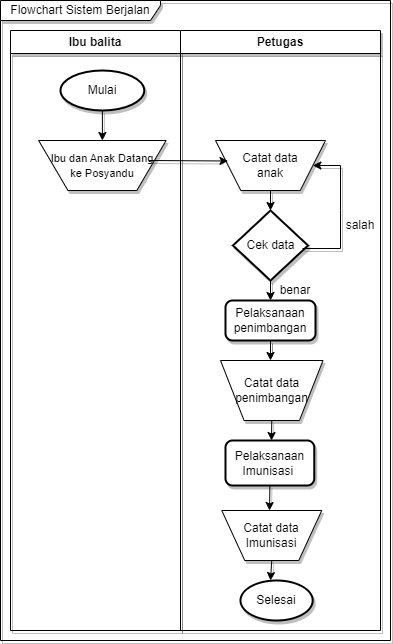 Flowchart Sistem Berjalan
Ibu balita
Petugas
Mulai
Ibu dan Anak Datang
ke Posyandu
Catat data
anak
salah
Cek data
benar
Pelaksanaan
penimbangan
Catat data
penimbangan
Pelaksanaan
Imunisasi
Catat data
Imunisasi
Selesai